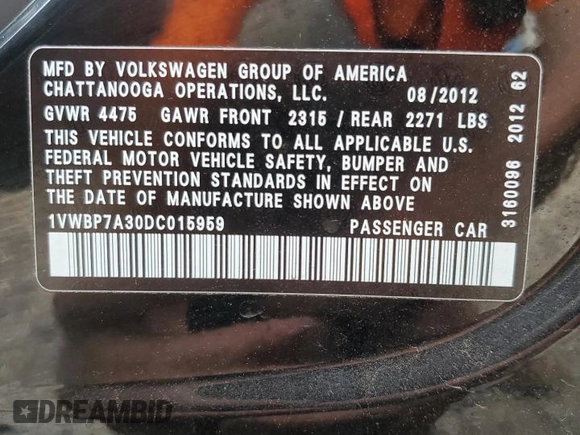 MFD BY VOLKSWAGEN GROUP OF AMERICA
CHATTANOOGA OPERATIONS, LLC. 08/2012
GVWR 4475 GAWR FRONT 2315 / REAR 2271 LBS
THIS VEHICLE CONFORMS TO ALL APPLICABLE U.S.
FEDERAL MOTOR VEHICLE SAFETY, BUMPER AND
THEFT PREVENTION STANDARDS IN EFFECT ON
THE DATE OF MANUFACTURE SHOWN ABOVE
1VWBP7A30DC015959 PASSENGER CAR
3160096 2012 62
DREAMBID